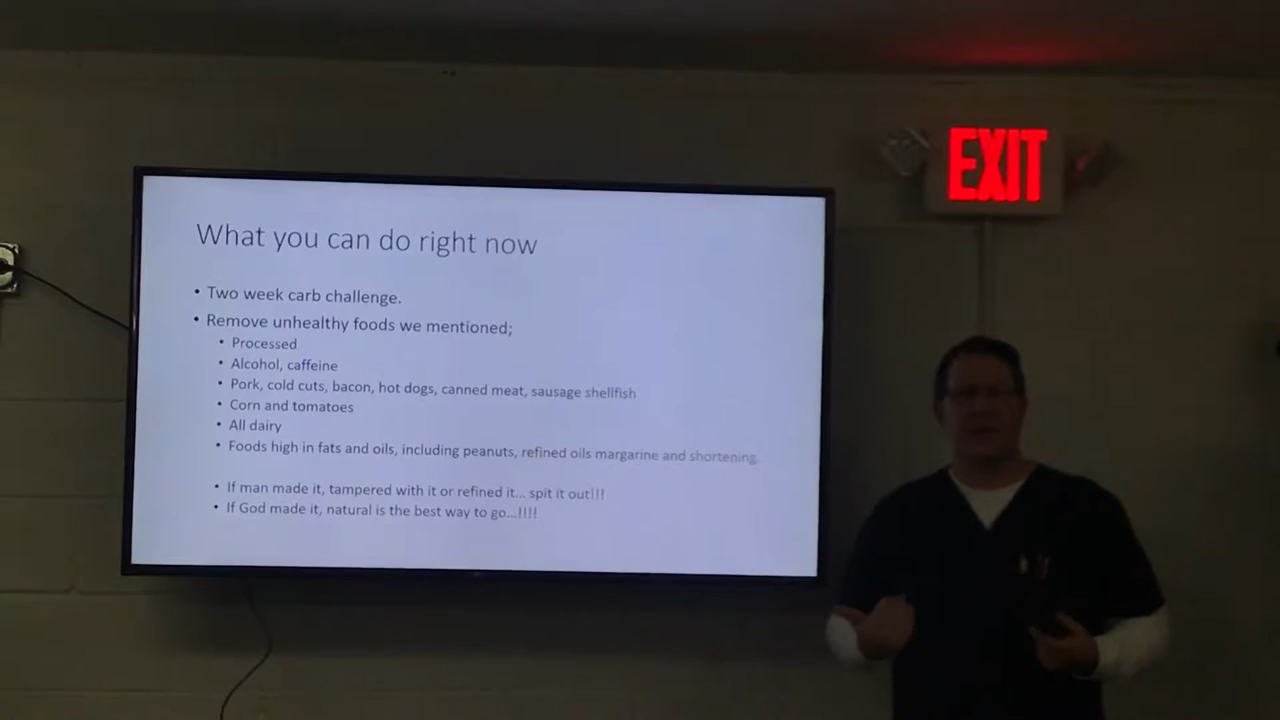 EXIT
What you can do right now
• Two week carb challenge.
• Remove unhealthy foods we mentioned;
• Processed
• Alcohol, caffeine
• Pork, cold cuts, bacon, hot dogs, canned meat, sausage shellfish
• Corn and tomatoes
• All dairy
• Foods high in fats and oils, including peanuts, refined oils margarine and shortening.
• If man made it, tampered with it or refined it... spit it out!!!
• If God made it, natural is the best way to go...!!!!